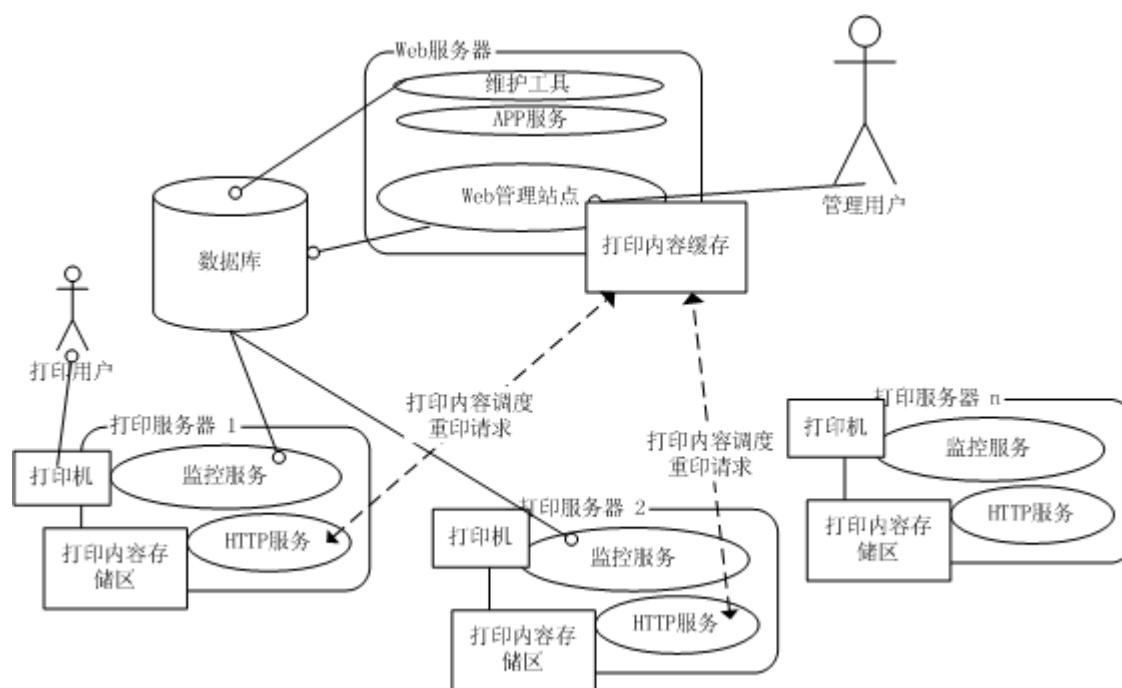 Web服务器
维护工具
APP服务
Web管理站点
管理用户
打印内容缓存
数据库
打印用户
打印内容调度
重印请求
打印内容调度
重印请求
打印服务器 1
打印机
监控服务
HTTP服务
打印内容存
储区
打印服务器 2
打印机
监控服务
HTTP服务
打印内容存
储区
打印服务器 n
打印机
监控服务
HTTP服务
打印内容存
储区